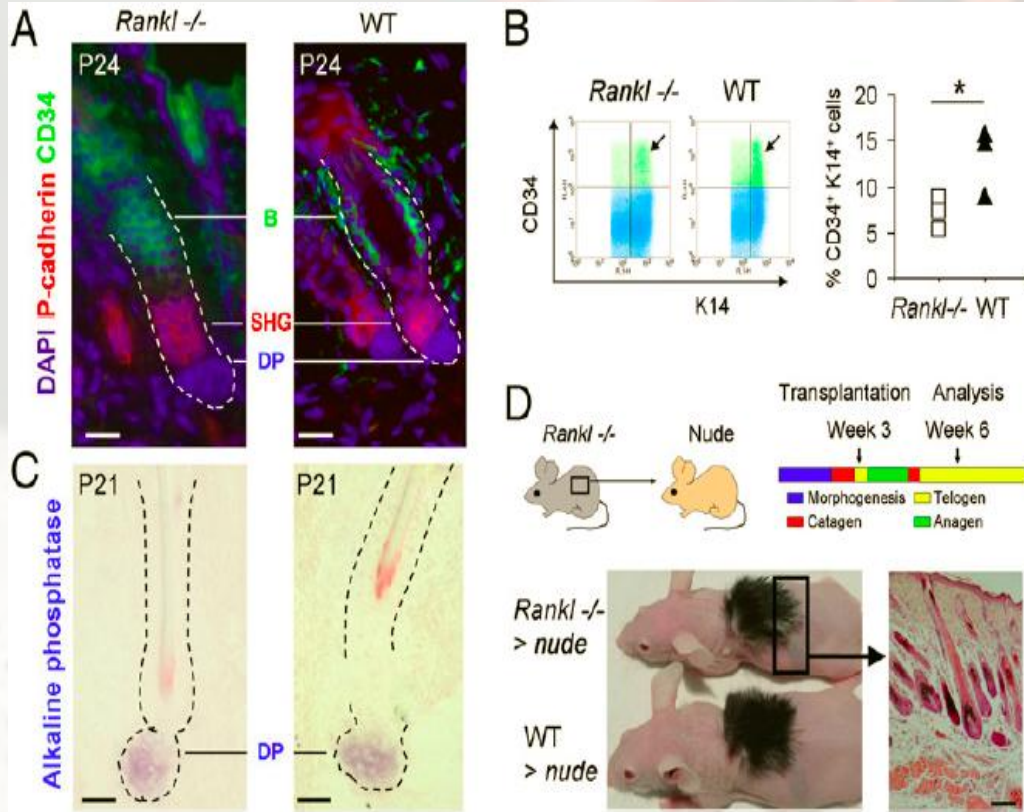 A
Rankl -/-
WT
P24
P24
DAPI P-cadherin CD34
B
SHG
DP
B
Rankl -/-
WT
CD34
K14
% CD34+ K14+ cells
20
15
10
5
0
*
Rankl-/- WT
C
P21
P21
Alkaline phosphatase
DP
D
Rankl -/-
Nude
Transplantation
Analysis
Week 3
Week 6
Morphogenesis
Telogen
Catagen
Anagen
Rankl -/-
> nude
WT
> nude